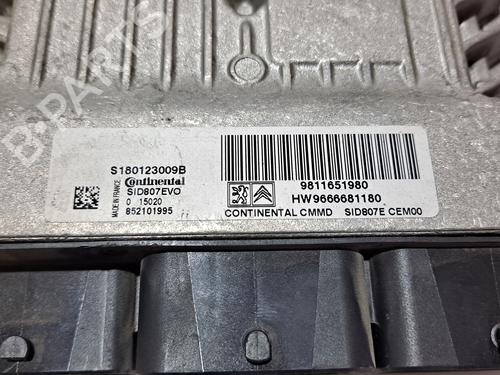 B-PARTS
S180123009B
Continental
SID807EVO
MADE IN FRANCE
0 15020
852101995
9811651980
HW9666681180
CONTINENTAL CMMD SID807E CEM00